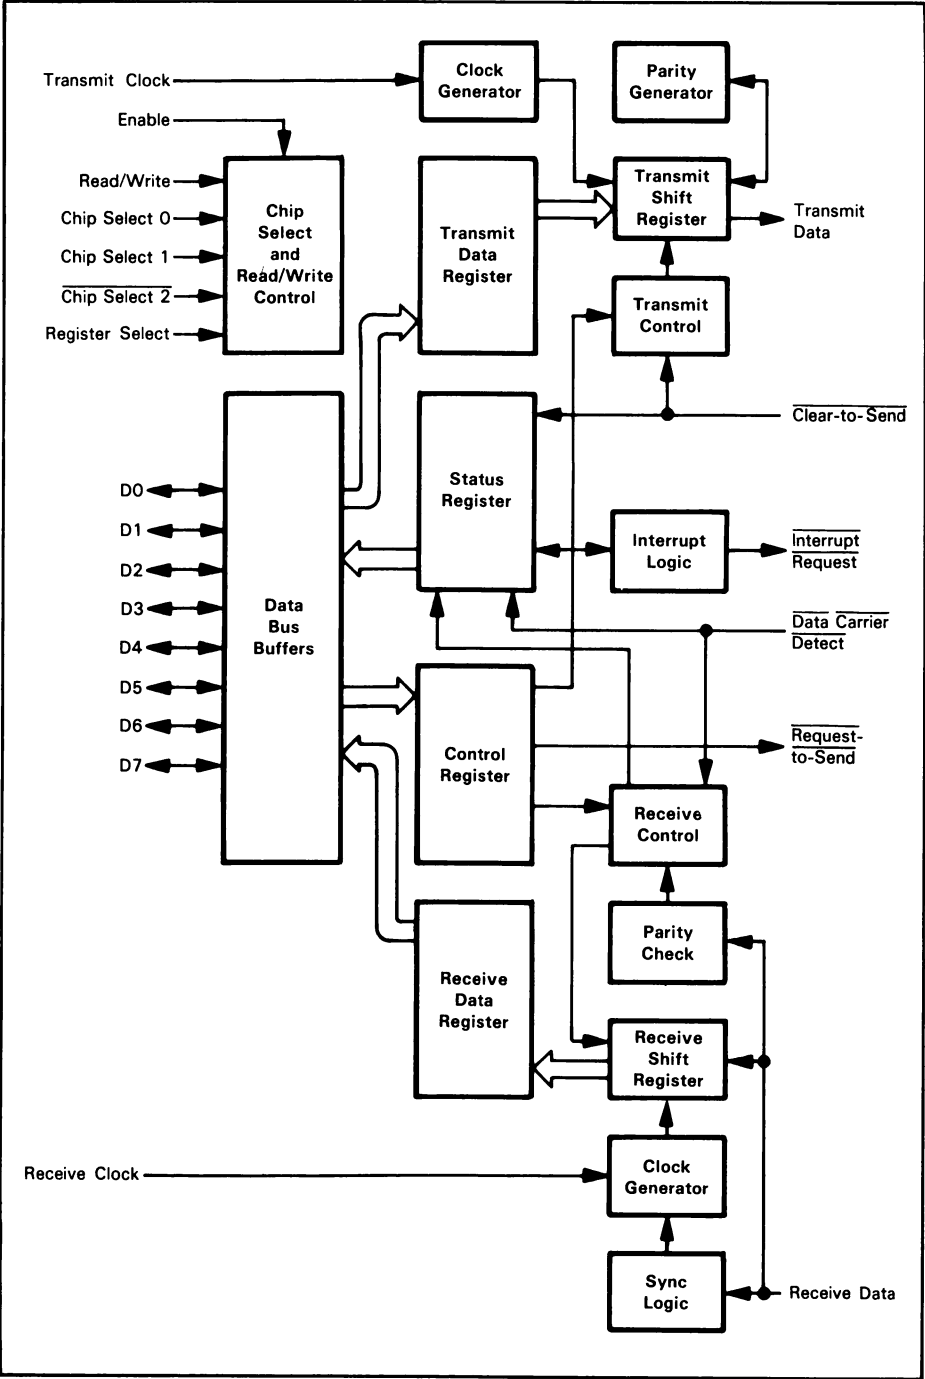 Transmit Clock
Clock
Generator
Parity
Generator
Enable
Read/Write
Chip Select 0
Chip Select 1
Chip Select 2
Register Select
Chip
Select
and
Read/Write
Control
Transmit
Data
Register
Transmit
Shift
Register
Transmit
Data
Transmit
Control
Clear-to-Send
Status
Register
Interrupt
Logic
Interrupt
Request
D0
D1
D2
D3
D4
D5
D6
D7
Data
Bus
Buffers
Data Carrier
Detect
Control
Register
Request-
to-Send
Receive
Control
Parity
Check
Receive
Data
Register
Receive
Shift
Register
Receive Clock
Clock
Generator
Sync
Logic
Receive Data